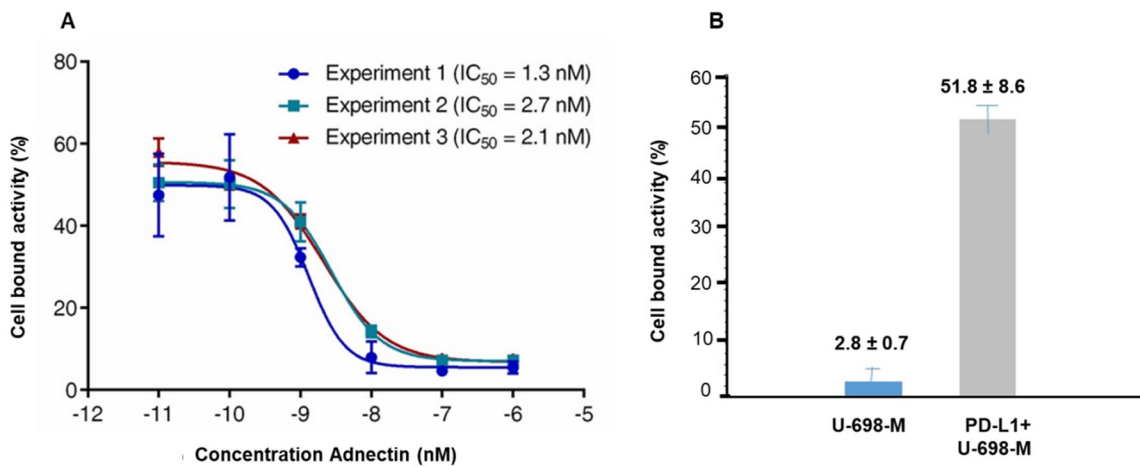 A
Cell bound activity (%)
80
60
40
20
0
Experiment 1 (IC50 = 1.3 nM)
Experiment 2 (IC50 = 2.7 nM)
Experiment 3 (IC50 = 2.1 nM)
-12 -11 -10 -9 -8 -7 -6 -5
Concentration Adnectin (nM)
B
Cell bound activity (%)
60
50
40
30
20
10
0
51.8 ± 8.6
2.8 ± 0.7
U-698-M
PD-L1+
U-698-M